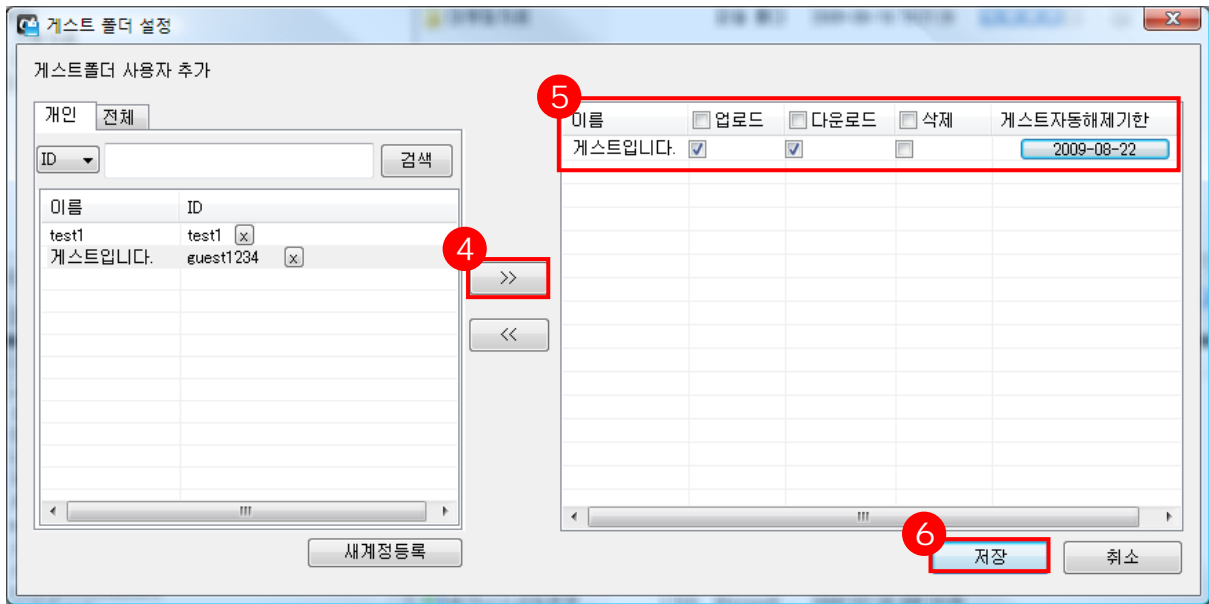 게스트 폴더 설정
게스트폴더 사용자 추가
개인 전체
ID 검색
이름 ID
test1 test1 x
게스트입니다. guest1234 x
4
>>
<<
새계정등록
5
이름 업로드 다운로드 삭제 게스트자동해제기한
게스트입니다. 2009-08-22
6
저장 취소